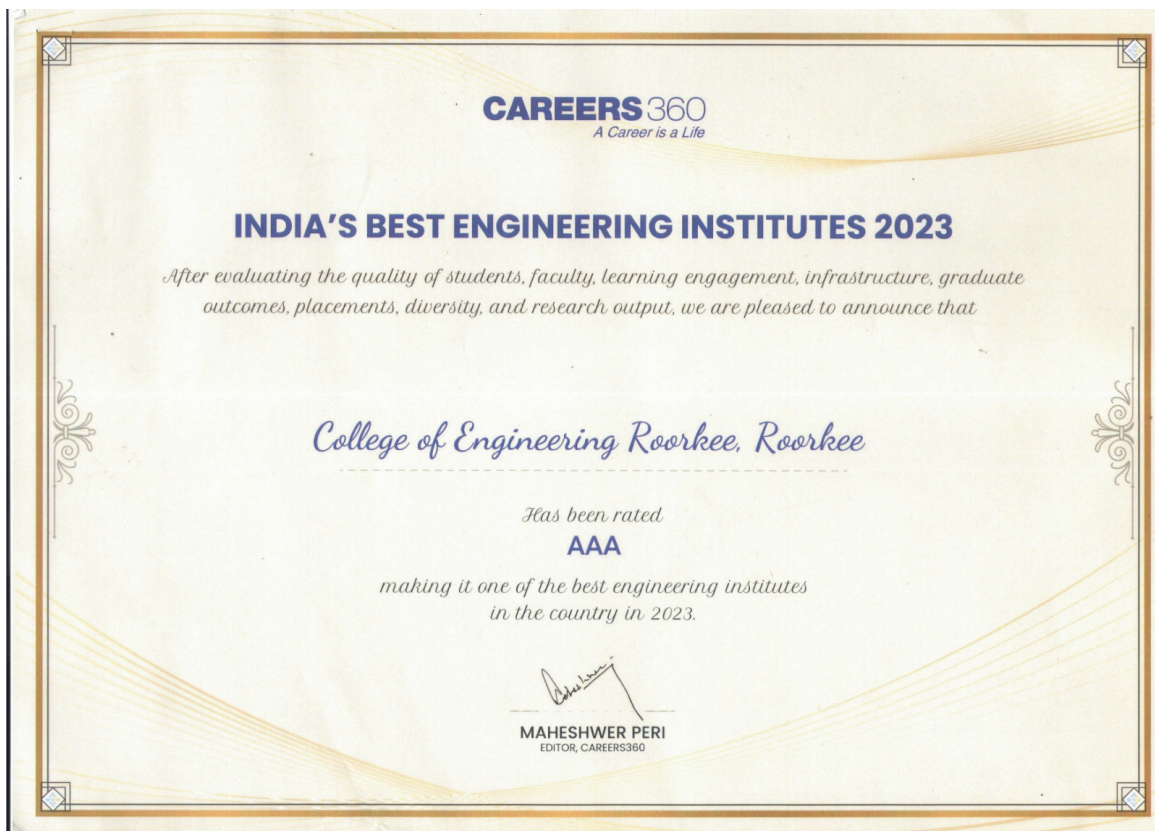 CAREERS 360
A Career is a Life
INDIA'S BEST ENGINEERING INSTITUTES 2023
After evaluating the quality of students, faculty, learning engagement, infrastructure, graduate
outcomes, placements, diversity, and research output, we are pleased to announce that
College of Engineering Roorkee, Roorkee
Has been rated
AAA
making it one of the best engineering institutes
in the country in 2023.
MAHESHWER PERI
EDITOR, CAREERS360